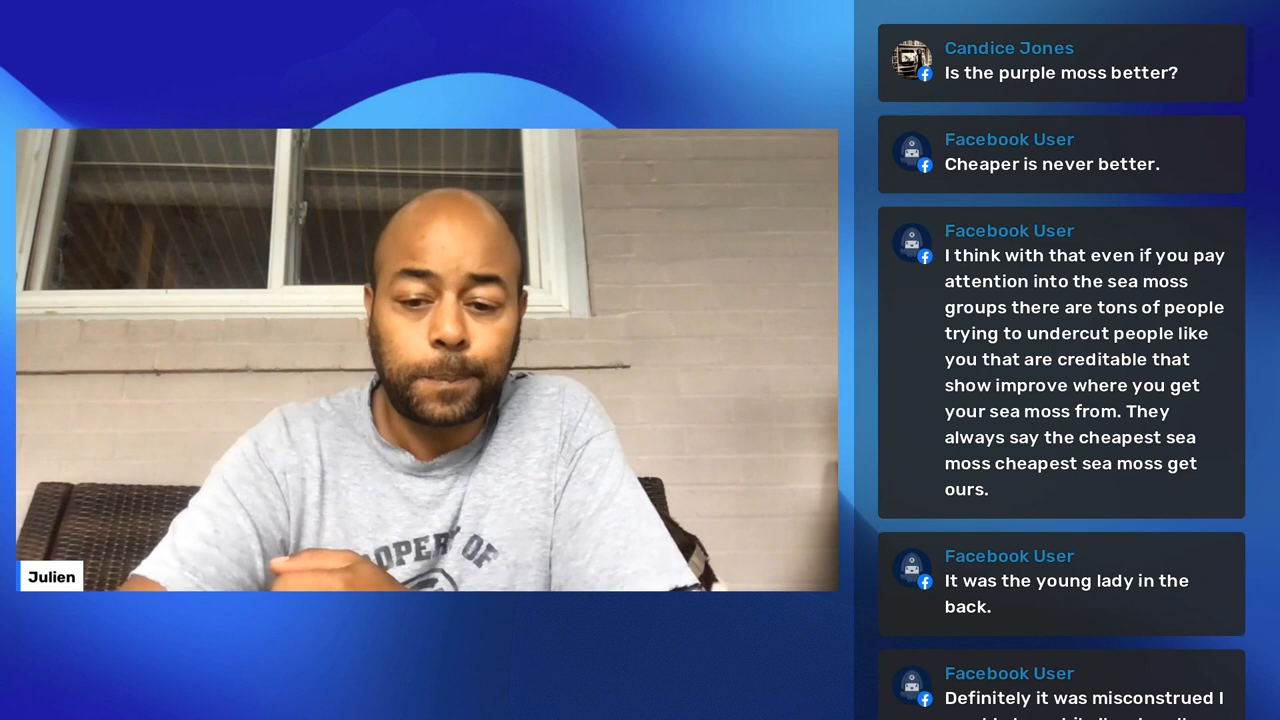 Candice Jones
Is the purple moss better?
Facebook User
Cheaper is never better.
Facebook User
I think with that even if you pay
attention into the sea moss
groups there are tons of people
trying to undercut people like
you that are creditable that
show improve where you get
your sea moss from. They
always say the cheapest sea
moss cheapest sea moss get
ours.
Facebook User
It was the young lady in the
back.
Facebook User
Definitely it was misconstrued I
OPERTY OF
Julien